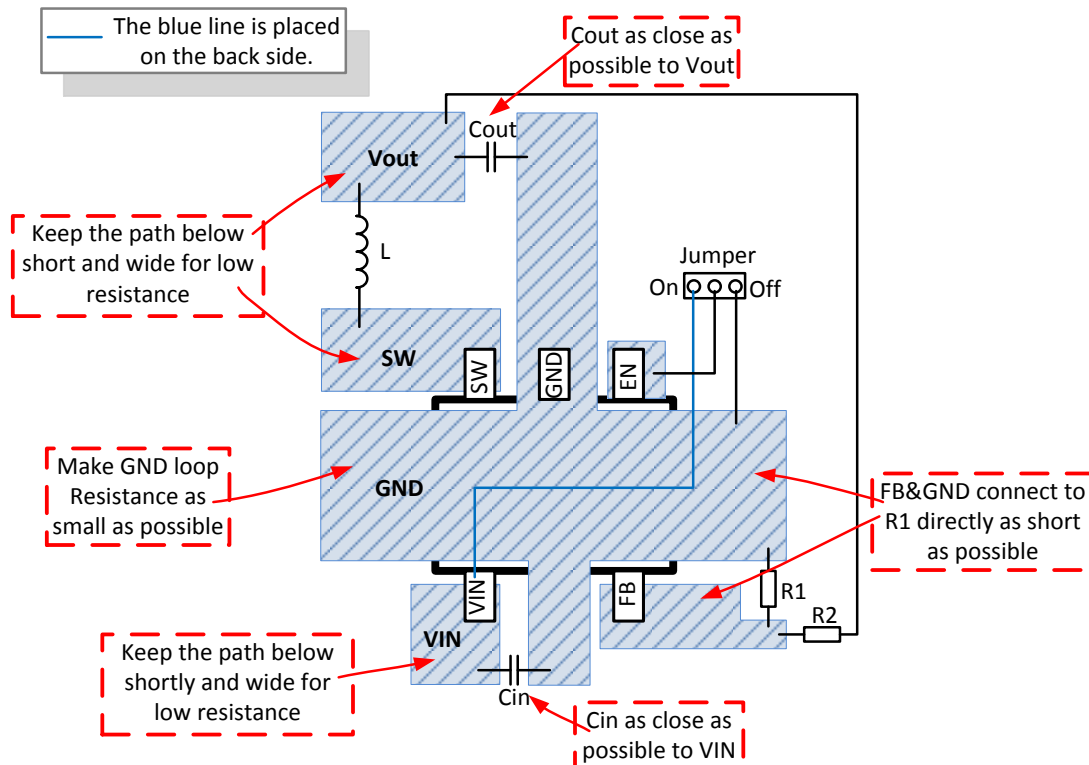 The blue line is placed
on the back side.
Cout as close as
possible to Vout
Cout
Vout
Keep the path below
short and wide for low
resistance
L
Jumper
On
Off
SW
SW
GND
EN
Make GND loop
Resistance as
small as possible
GND
FB&GND connect to
R1 directly as short
as possible
VIN
FB
R1
R2
VIN
Keep the path below
shortly and wide for
low resistance
Cin
Cin as close as
possible to VIN